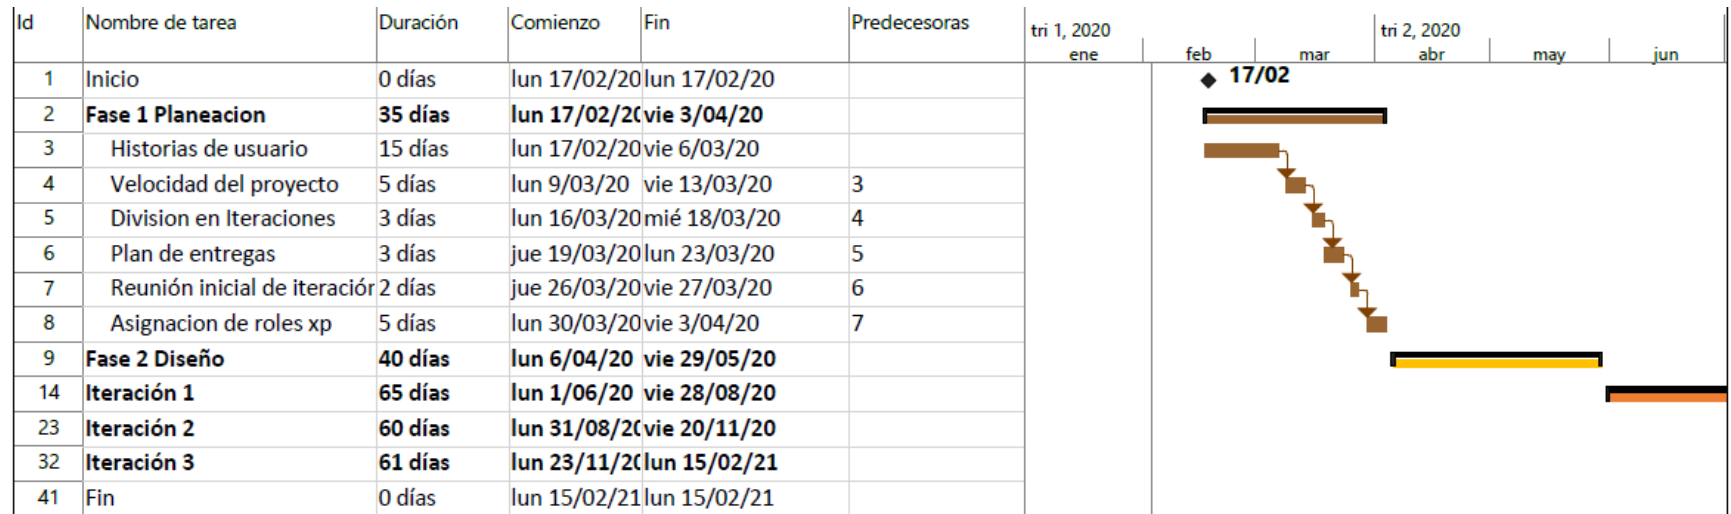 Id Nombre de tarea Duración Comienzo Fin Predecesoras
tri 1, 2020 tri 2, 2020
ene feb mar abr may jun
1 Inicio 0 días lun 17/02/20 lun 17/02/20
17/02
2 Fase 1 Planeacion 35 días lun 17/02/20 vie 3/04/20
3 Historias de usuario 15 días lun 17/02/20 vie 6/03/20
4 Velocidad del proyecto 5 días lun 9/03/20 vie 13/03/20 3
5 Division en Iteraciones 3 días lun 16/03/20 mié 18/03/20 4
6 Plan de entregas 3 días jue 19/03/20 lun 23/03/20 5
7 Reunión inicial de iteración 2 días jue 26/03/20 vie 27/03/20 6
8 Asignacion de roles xp 5 días lun 30/03/20 vie 3/04/20 7
9 Fase 2 Diseño 40 días lun 6/04/20 vie 29/05/20
14 Iteración 1 65 días lun 1/06/20 vie 28/08/20
23 Iteración 2 60 días lun 31/08/20 vie 20/11/20
32 Iteración 3 61 días lun 23/11/20 lun 15/02/21
41 Fin 0 días lun 15/02/21 lun 15/02/21